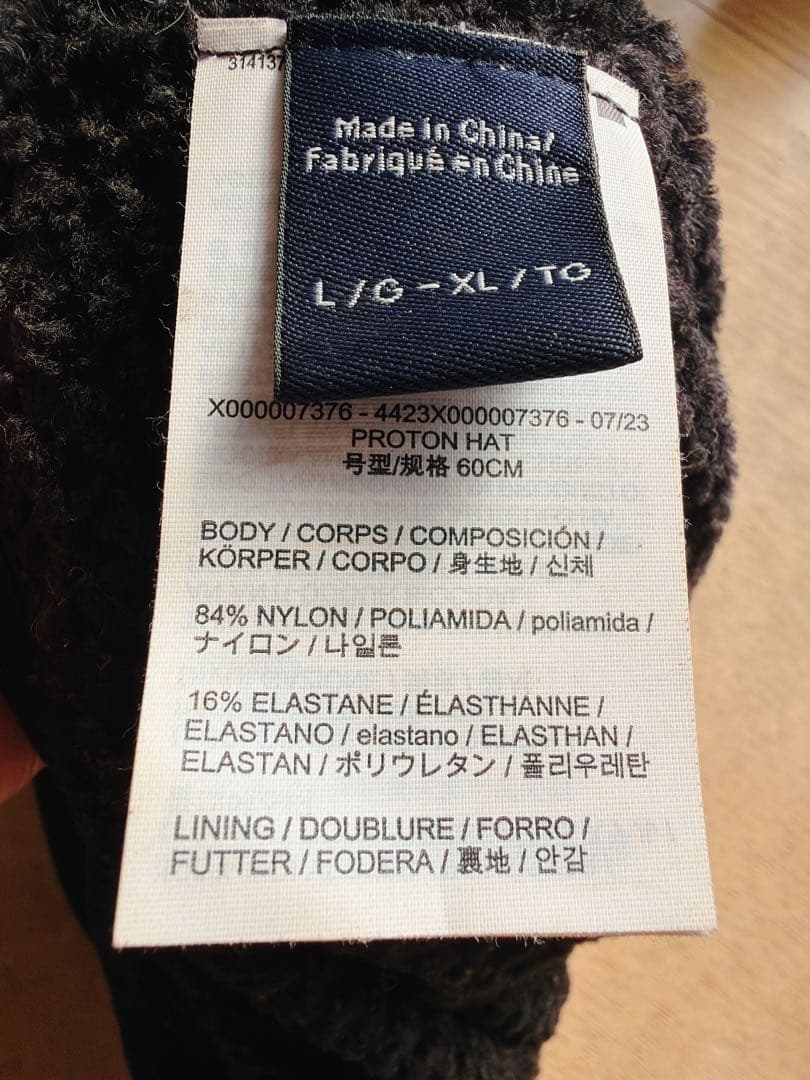 31413
Made in China/
Fabriqué en Chine
L / G - XL / TG
X000007376 - 4423X000007376 - 07/23
PROTON HAT
号型/规格 60CM
BODY / CORPS / COMPOSICIÓN /
KÖRPER / CORPO / 身生地 / 신체
84% NYLON / POLIAMIDA / poliamida /
ナイロン / 나일론
16% ELASTANE / ÉLASTHANNE /
ELASTANO / elastano / ELASTHAN /
ELASTAN / ポリウレタン / 폴리우레탄
LINING / DOUBLURE / FORRO /
FUTTER / FODERA / 裏地 / 안감